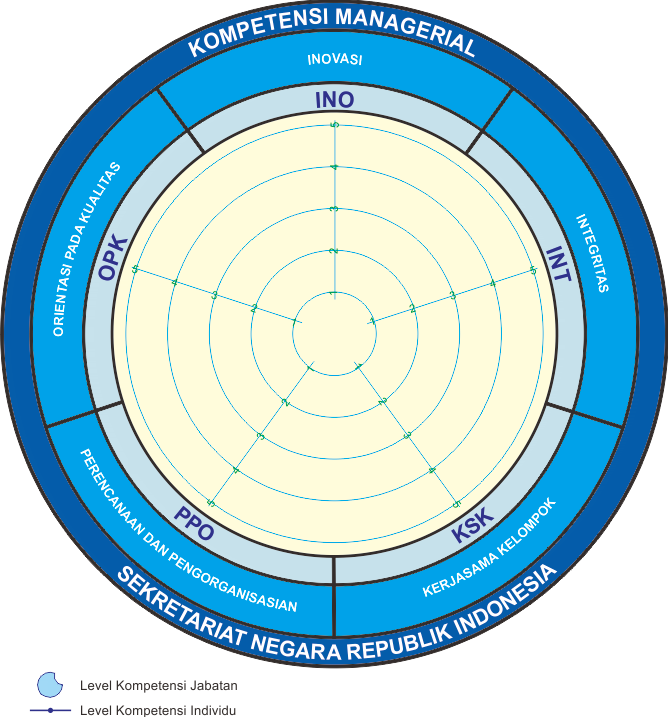 KOMPETENSI MANAGERIAL
INOVASI
INO
ORIENTASI PADA KUALITAS
OPK
INTEGRITAS
INT
5
4
3
2
1
5
4
3
2
1
1
2
3
4
5
1
2
3
4
5
1
2
3
4
5
PPO
PERENCANAAN DAN PENGORGANISASIAN
KSK
KERJASAMA KELOMPOK
SEKRETARIAT NEGARA REPUBLIK INDONESIA
Level Kompetensi Jabatan
Level Kompetensi Individu